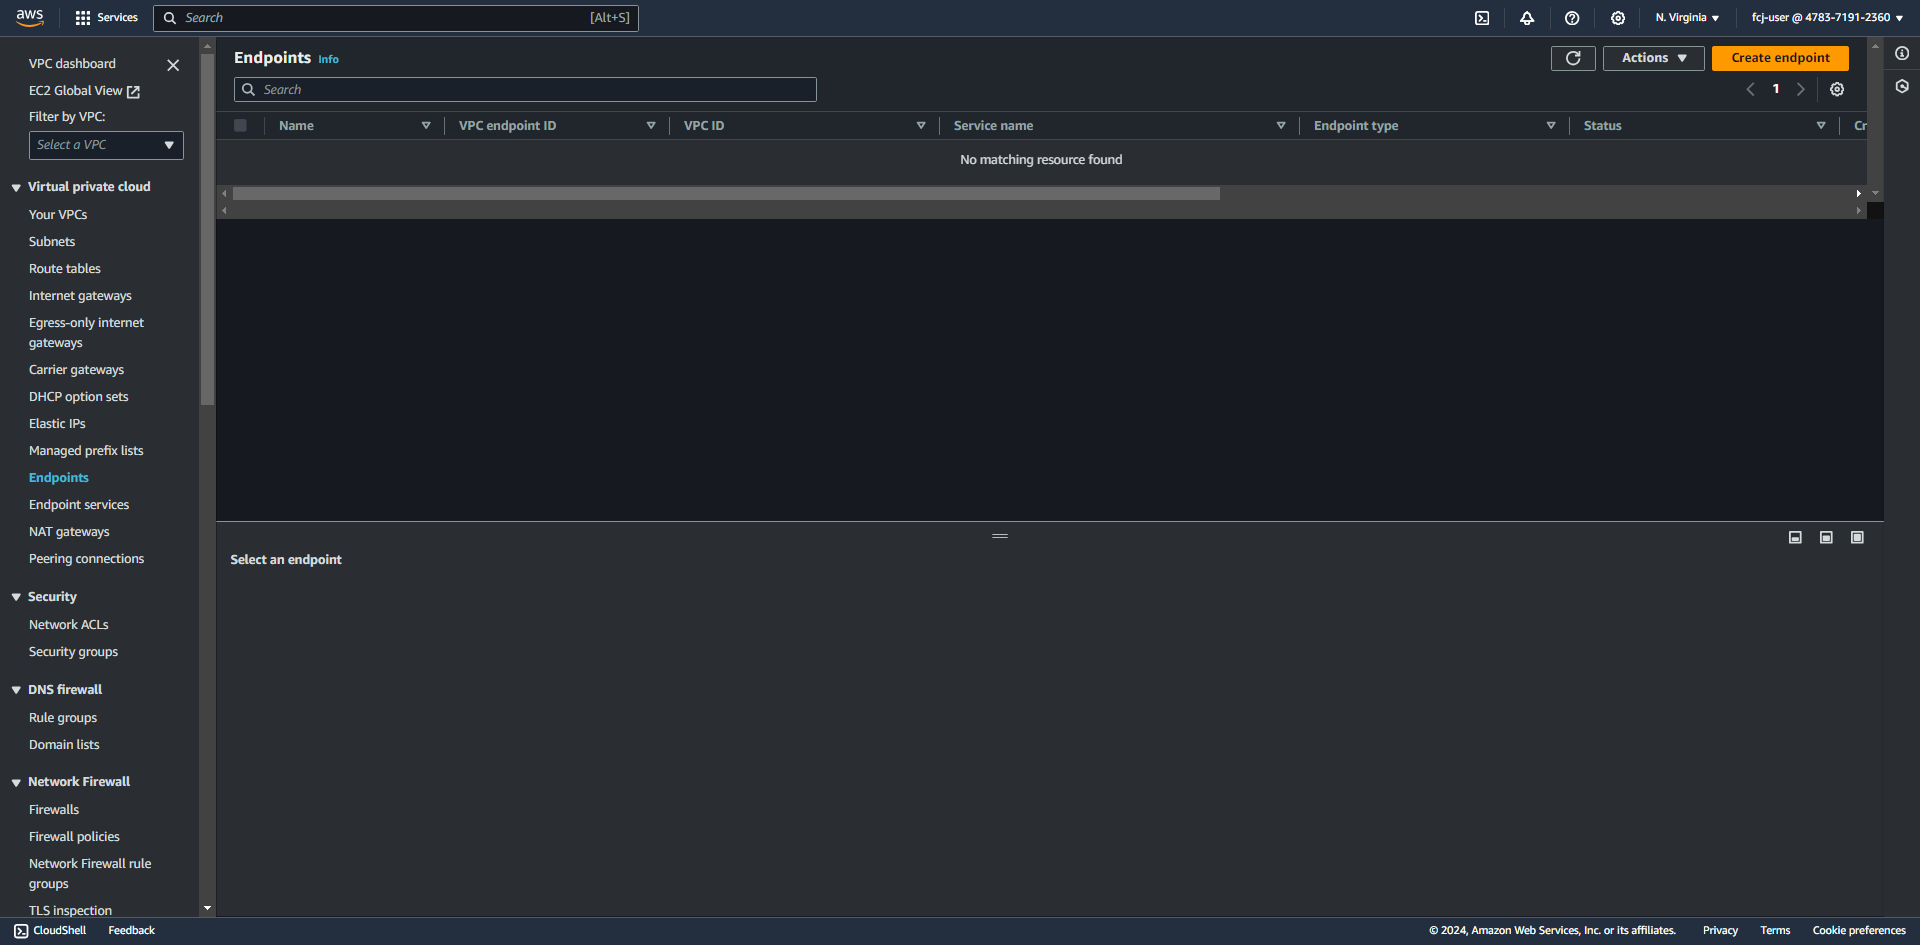 aws
Services
Search
[Alt+S]
N. Virginia
fcj-user @ 4783-7191-2360
VPC dashboard
EC2 Global View
Filter by VPC:
Select a VPC
Virtual private cloud
Your VPCs
Subnets
Route tables
Internet gateways
Egress-only internet
gateways
Carrier gateways
DHCP option sets
Elastic IPs
Managed prefix lists
Endpoints
Endpoint services
NAT gateways
Peering connections
Security
Network ACLs
Security groups
DNS firewall
Rule groups
Domain lists
Network Firewall
Firewalls
Firewall policies
Network Firewall rule
groups
TLS inspection
Endpoints Info
Actions
Create endpoint
Search
1
Name
VPC endpoint ID
VPC ID
Service name
Endpoint type
Status
Cr
No matching resource found
Select an endpoint
CloudShell
Feedback
© 2024, Amazon Web Services, Inc. or its affiliates.
Privacy
Terms
Cookie preferences